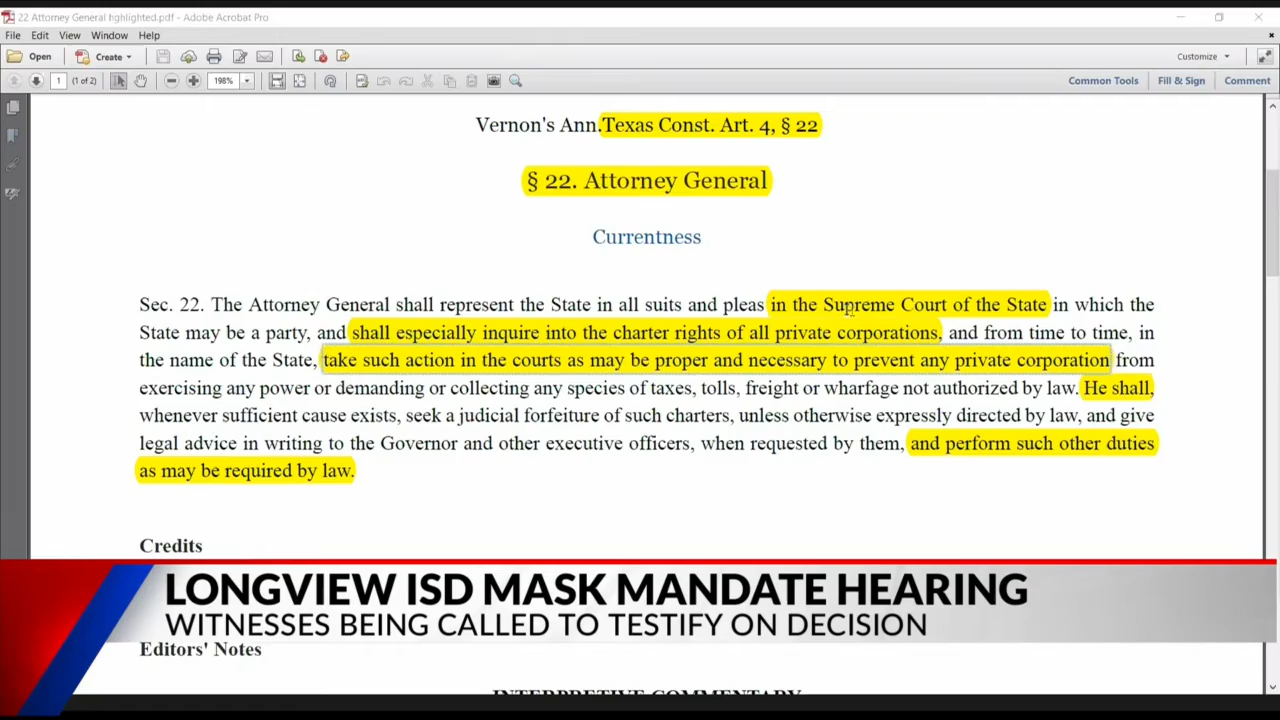 22 Attorney General hghlighted.pdf - Adobe Acrobat Pro
File Edit View Window Help
Open Create Customize
1 (1 of 2) 198% Common Tools Fill & Sign Comment
Vernon's Ann.Texas Const. Art. 4, § 22
§ 22. Attorney General
Currentness
Sec. 22. The Attorney General shall represent the State in all suits and pleas in the Supreme Court of the State in which the
State may be a party, and shall especially inquire into the charter rights of all private corporations, and from time to time, in
the name of the State, take such action in the courts as may be proper and necessary to prevent any private corporation from
exercising any power or demanding or collecting any species of taxes, tolls, freight or wharfage not authorized by law. He shall,
whenever sufficient cause exists, seek a judicial forfeiture of such charters, unless otherwise expressly directed by law, and give
legal advice in writing to the Governor and other executive officers, when requested by them, and perform such other duties
as may be required by law.
Credits
LONGVIEW ISD MASK MANDATE HEARING
WITNESSES BEING CALLED TO TESTIFY ON DECISION
Editors' Notes
INTERPRETIVE COMMENTARY